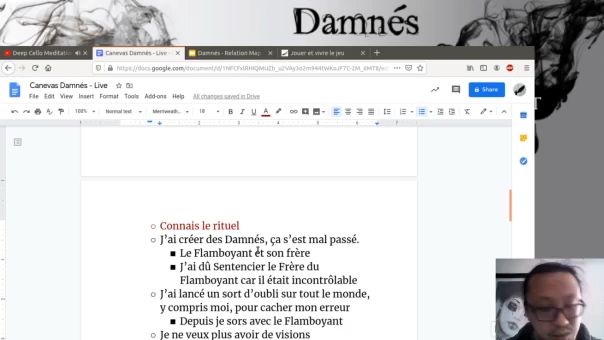 Damnés
Deep Cello Meditati
Canevas Damnés - Live
Damnés - Relation Map
Jouer et vivre le jeu
Canevas Damnés - Live
File Edit View Insert Format Tools Add-ons Help All changes saved in Drive
Share
100% Normal text Merriweath... 18
Connais le rituel
J'ai créer des Damnés, ça s'est mal passé.
Le Flamboyant et son frère
J'ai dû Sentencier le Frère du
Flamboyant car il était incontrôlable
J'ai lancé un sort d'oubli sur tout le monde,
y compris moi, pour cacher mon erreur
Depuis je sors avec le Flamboyant
Je ne veux plus avoir de visions